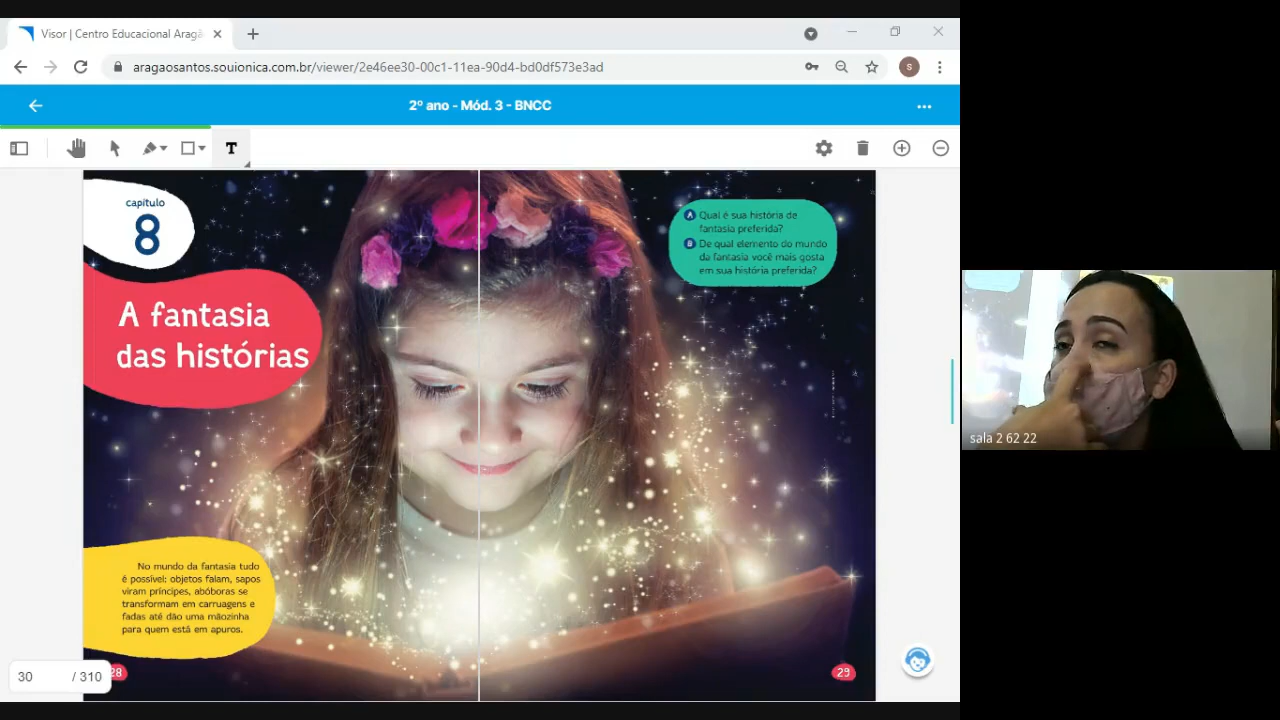 Visor | Centro Educacional Aragã
aragaosantos.souionica.com.br/viewer/2e46ee30-00c1-11ea-90d4-bd0df573e3ad
s
2º ano - Mód. 3 - BNCC
T
capítulo
8
A fantasia
das histórias
A Qual é sua história de
fantasia preferida?
B De qual elemento do mundo
da fantasia você mais gosta
em sua história preferida?
No mundo da fantasia tudo
é possível: objetos falam, sapos
viram príncipes, abóboras se
transformam em carruagens e
fadas até dão uma mãozinha
para quem está em apuros.
30 / 310
28
29
sala 2 62 22